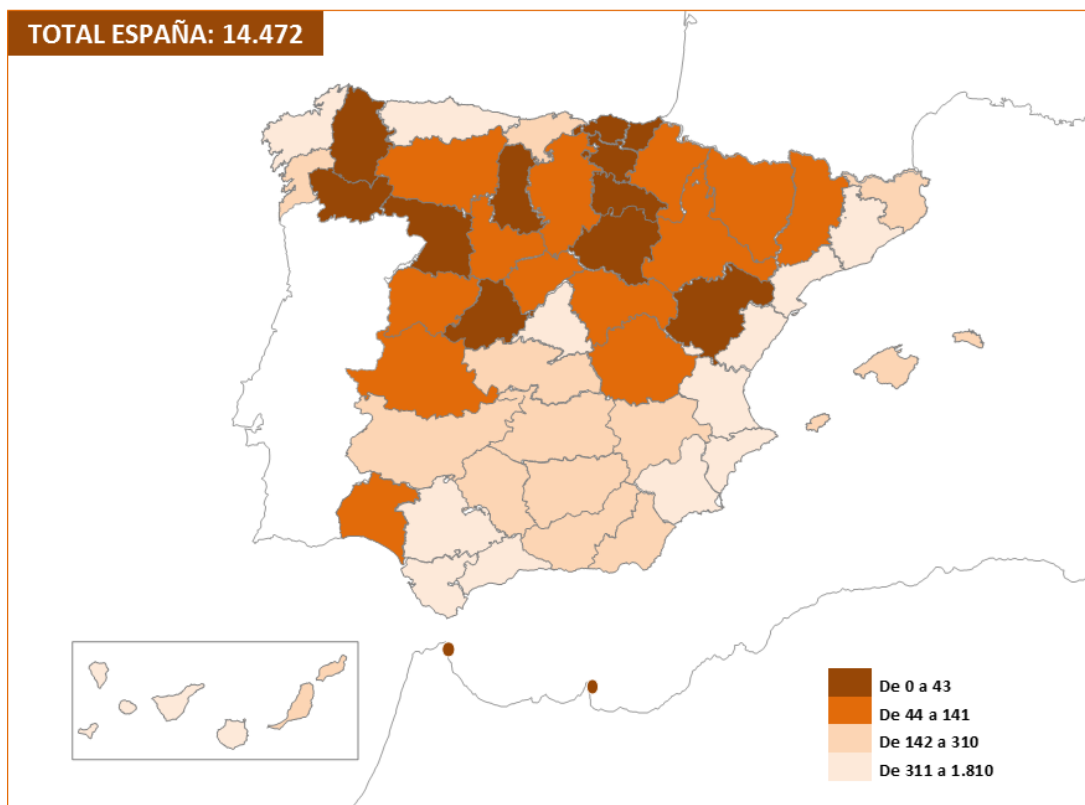 TOTAL ESPAÑA: 14.472
De 0 a 43
De 44 a 141
De 142 a 310
De 311 a 1.810